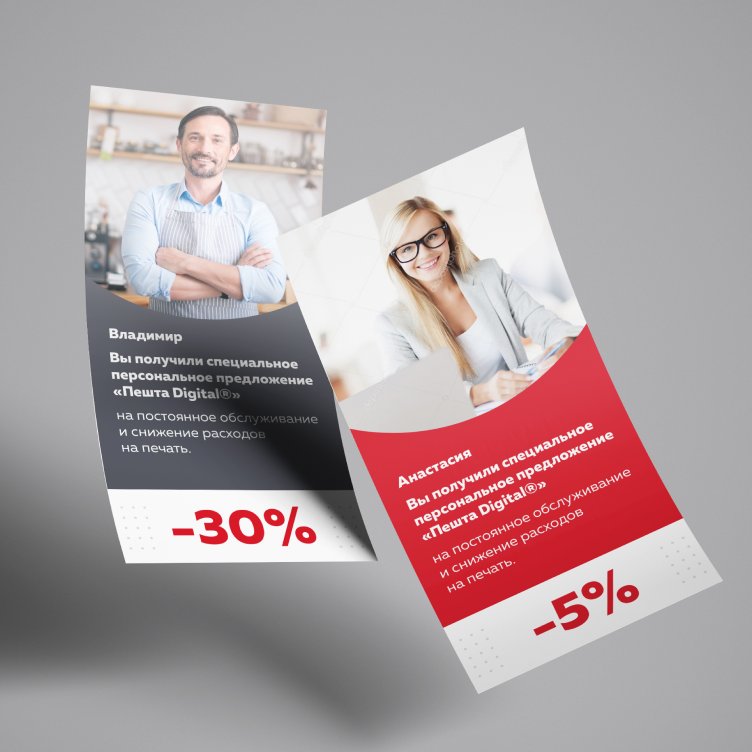 Владимир
Вы получили специальное
персональное предложение
«Пешта Digital®»
на постоянное обслуживание
и снижение расходов
на печать.
-30%
Анастасия
Вы получили специальное
персональное предложение
«Пешта Digital®»
на постоянное обслуживание
и снижение расходов
на печать.
-5%